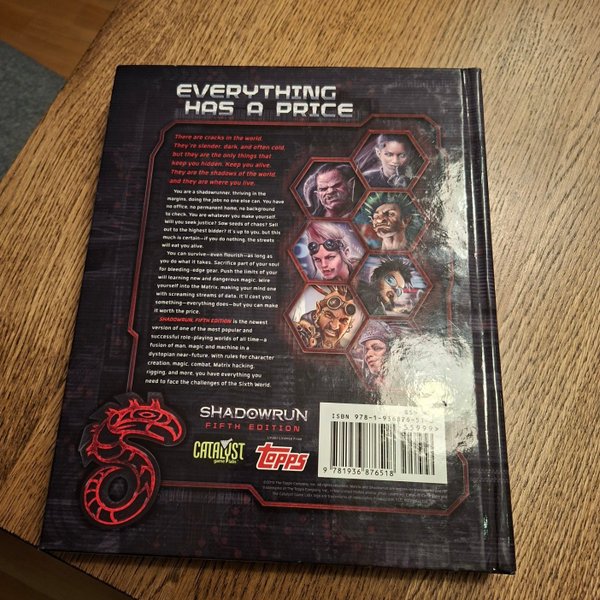 EVERYTHING
HAS A PRICE
There are cracks in the world.
They're slender, dark, and often cold,
but they are the only things that
keep you hidden. Keep you alive.
They are the shadows of the world,
and they are where you live.
You are a shadowrunner, thriving in the
margins, doing the jobs no one else can. You have
no office, no permanent home, no background
to check. You are whatever you make yourself.
Will you seek justice? Sow seeds of chaos? Sell
out to the highest bidder? It's up to you, but this
much is certain—if you do nothing, the streets
will eat you alive.
You can survive—even flourish—as long as
you do what it takes. Sacrifice part of your soul
for bleeding-edge gear. Push the limits of your
will learning new and dangerous magic. Wire
yourself into the Matrix, making your mind one
with screaming streams of data. It'll cost you
something—everything does—but you can make
it worth the price.
SHADOWRUN, FIFTH EDITION is the newest
version of one of the most popular and
successful role-playing worlds of all time—a
fusion of man, magic and machine in a
dystopian near-future. With rules for character
creation, magic, combat, Matrix hacking
rigging, and more, you have everything you
need to face the challenges of the Sixth World.
SHADOWRUN
FIFTH EDITION
CATALYST
game labs
Under License From
TOPPS
ISBN 978-1-936876-51-
9 781936 876518